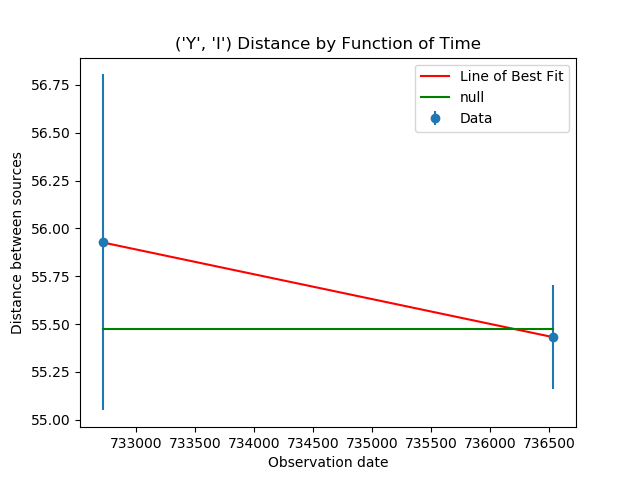 ('Y', 'I') Distance by Function of Time
Line of Best Fit
null
Data
Distance between sources
56.75
56.50
56.25
56.00
55.75
55.50
55.25
55.00
733000 733500 734000 734500 735000 735500 736000 736500
Observation date